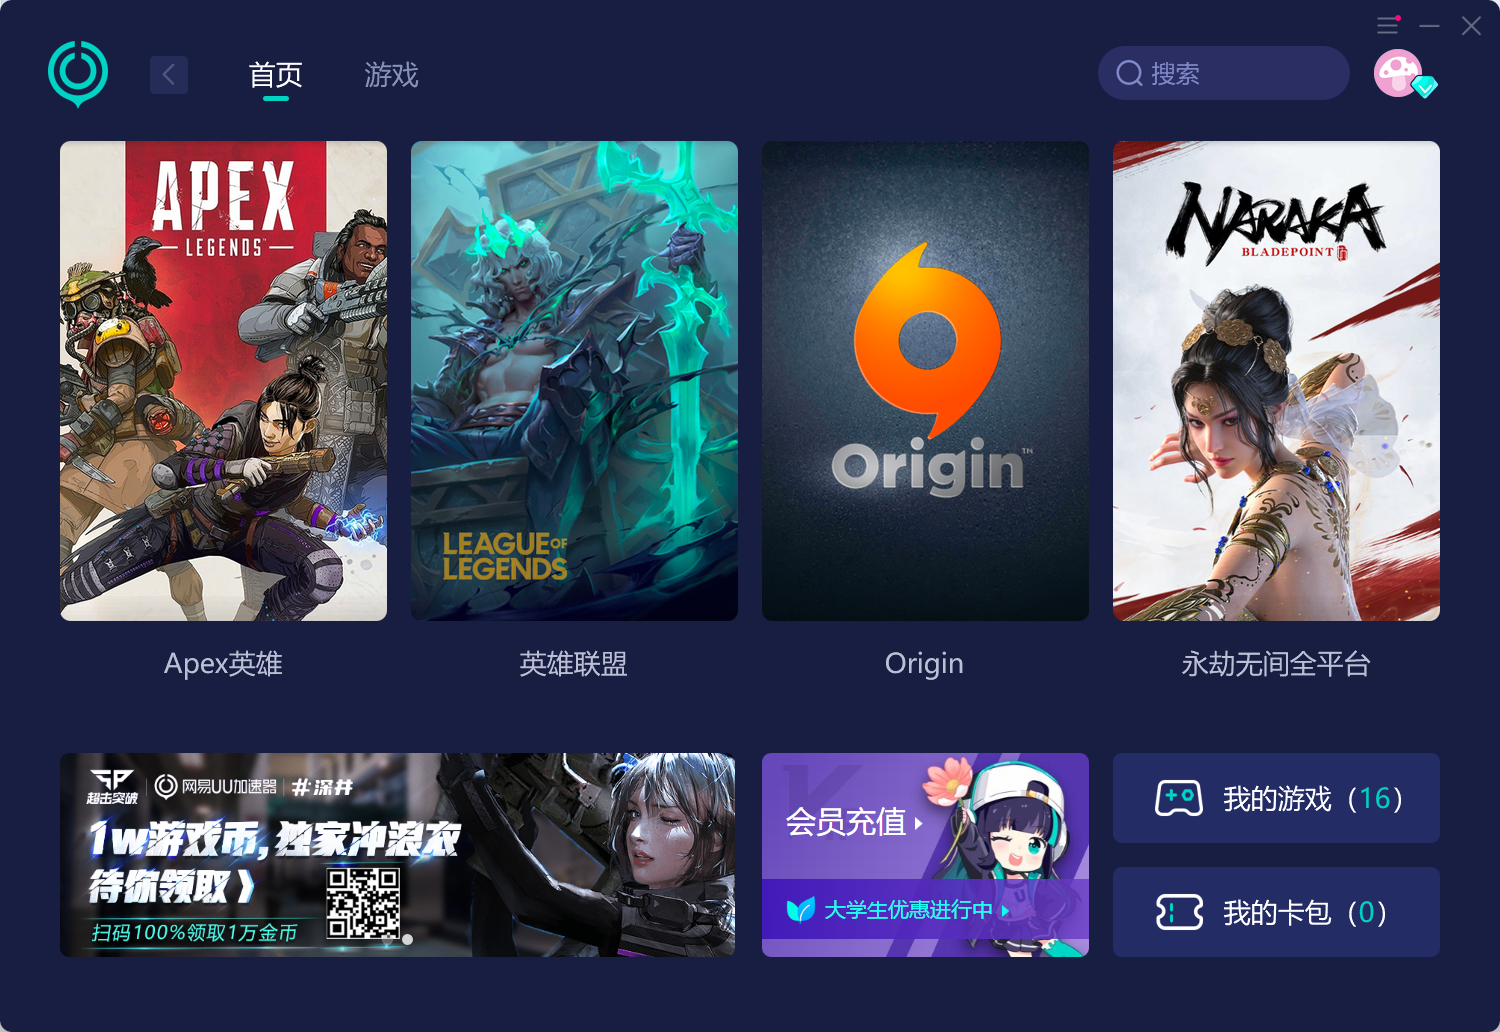 首页
游戏
搜索
APEX
LEGENDS™
LEAGUE OF
LEGENDS
Origin™
NARAKA
BLADEPOINT
Apex英雄
英雄联盟
Origin
永劫无间全平台
超击突破
网易UU加速器
#深井
1w游戏币,独家冲浪衣
待你领取》
扫码100%领取1万金币
会员充值
大学生优惠进行中
我的游戏（16）
我的卡包（0）